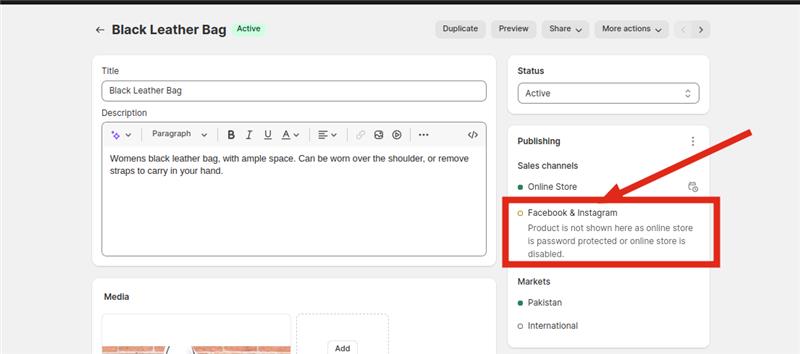 Black Leather Bag Active Duplicate Preview Share More actions
Title
Black Leather Bag
Description
Paragraph B I U A
Womens black leather bag, with ample space. Can be worn over the shoulder, or remove
straps to carry in your hand.
Media
Add
Status
Active
Publishing
Sales channels
Online Store
Facebook & Instagram
Product is not shown here as online store
is password protected or online store is
disabled.
Markets
Pakistan
International